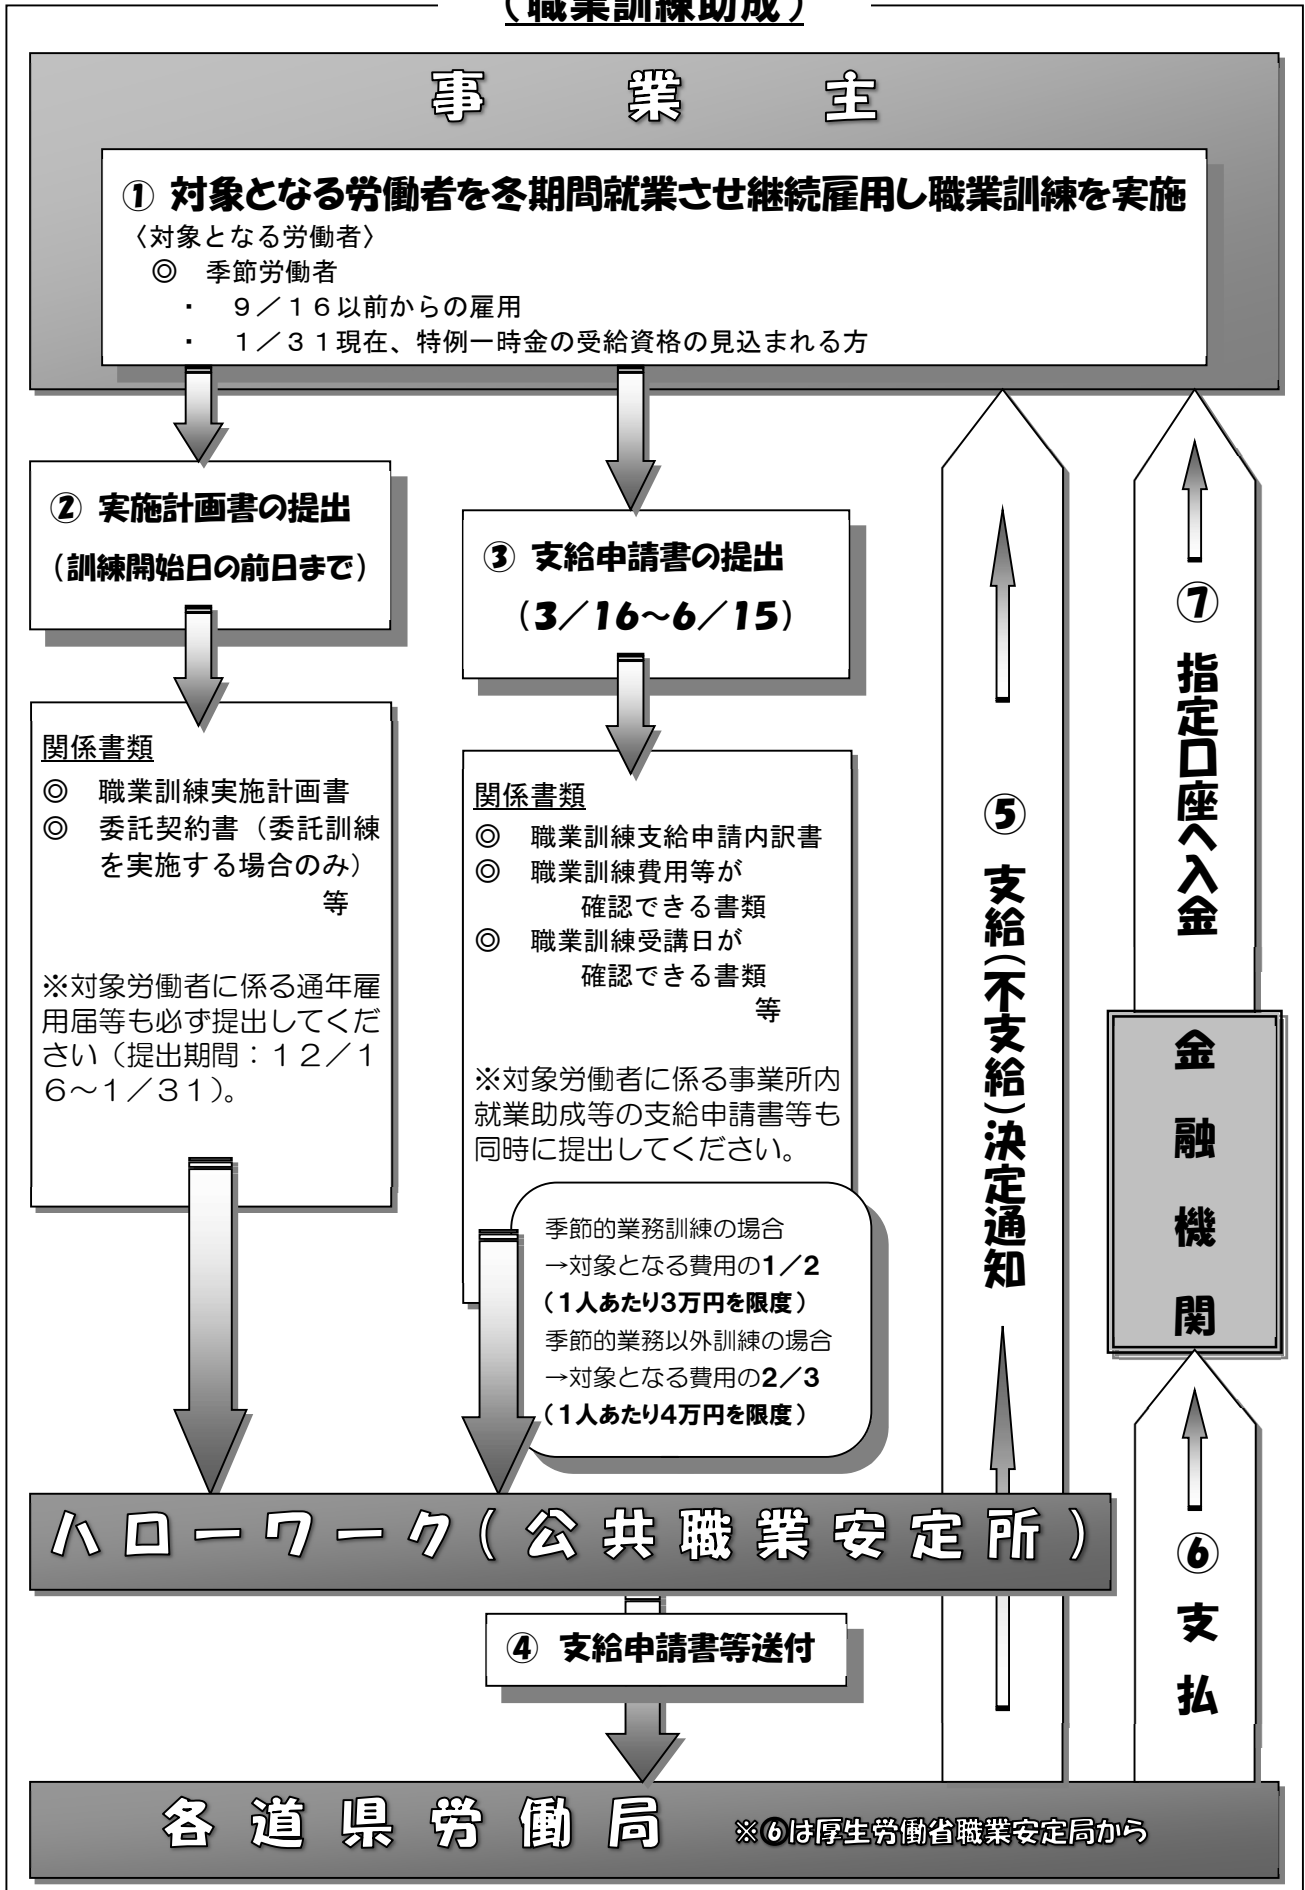 （職業訓練助成）
事業主
① 対象となる労働者を冬期間就業させ継続雇用し職業訓練を実施
〈対象となる労働者〉
◎　季節労働者
・　９／１６以前からの雇用
・　１／３１現在、特例一時金の受給資格の見込まれる方
② 実施計画書の提出
（訓練開始日の前日まで）
関係書類
◎　職業訓練実施計画書
◎　委託契約書（委託訓練
を実施する場合のみ）
等
※対象労働者に係る通年雇
用届等も必ず提出してくだ
さい（提出期間：１２／１
６～１／３１）。
③ 支給申請書の提出
（3／16～6／15）
関係書類
◎　職業訓練支給申請内訳書
◎　職業訓練費用等が
確認できる書類
◎　職業訓練受講日が
確認できる書類
等
※対象労働者に係る事業所内
就業助成等の支給申請書等も
同時に提出してください。
季節的業務訓練の場合
→対象となる費用の1／2
（１人あたり3万円を限度）
季節的業務以外訓練の場合
→対象となる費用の2／3
（１人あたり4万円を限度）
⑤ 支給（不支給）決定通知
⑦ 指定口座へ入金
金融機関
⑥ 支払
ハローワーク（公共職業安定所）
④ 支給申請書等送付
各道県労働局
※⑥は厚生労働省職業安定局から